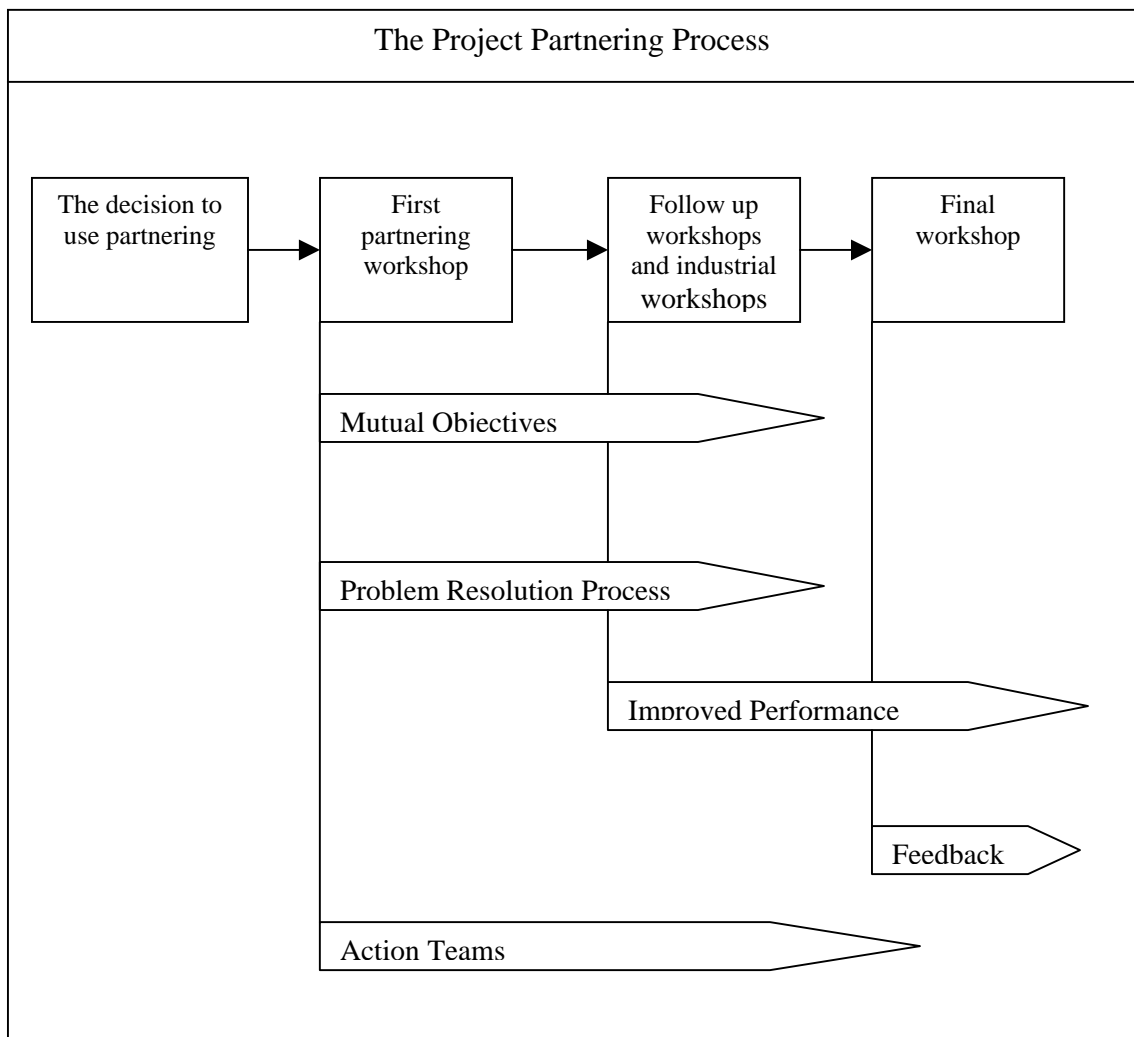 The Project Partnering Process
The decision to
use partnering
First
partnering
workshop
Follow up
workshops
and industrial
workshops
Final
workshop
Mutual Objectives
Problem Resolution Process
Improved Performance
Feedback
Action Teams